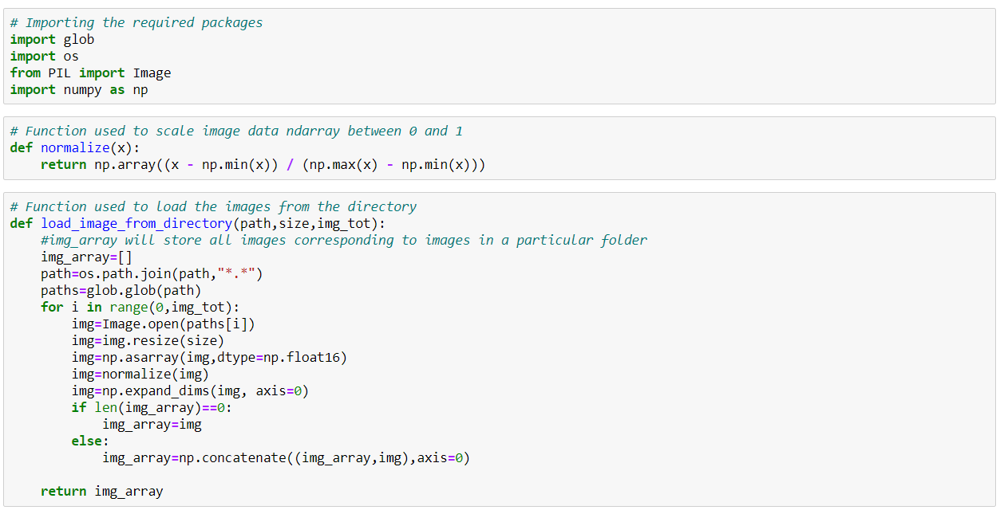 # Importing the required packages
import glob
import os
from PIL import Image
import numpy as np
# Function used to scale image data ndarray between 0 and 1
def normalize(x):
    return np.array((x - np.min(x)) / (np.max(x) - np.min(x)))
# Function used to load the images from the directory
def load_image_from_directory(path,size,img_tot):
    #img_array will store all images corresponding to images in a particular folder
    img_array=[]
    path=os.path.join(path,"*.*")
    paths=glob.glob(path)
    for i in range(0,img_tot):
        img=Image.open(paths[i])
        img=img.resize(size)
        img=np.asarray(img,dtype=np.float16)
        img=normalize(img)
        img=np.expand_dims(img, axis=0)
        if len(img_array)==0:
            img_array=img
        else:
            img_array=np.concatenate((img_array,img),axis=0)
    return img_array